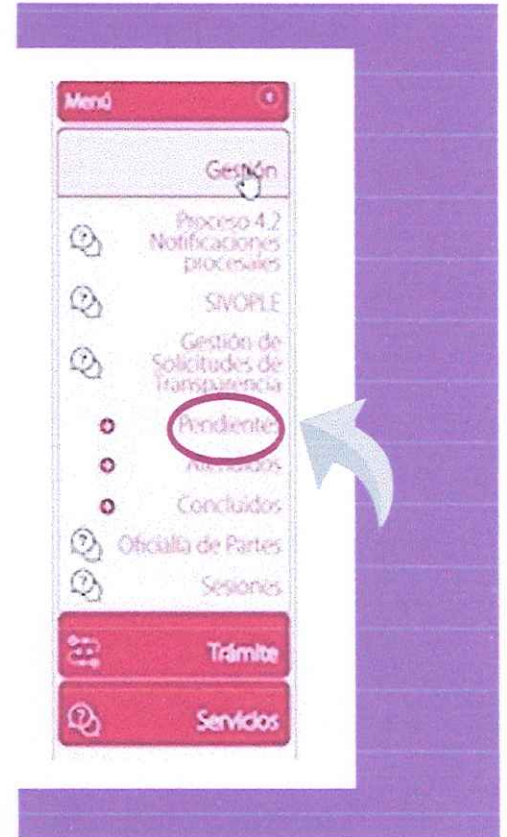 Menú
Gestión
Proceso 4.2
Notificaciones
procesales
SIVOPLE
Gestión de
Solicitudes de
Transparencia
Pendientes
Atendidos
Concluidos
Oficialía de Partes
Sesiones
Trámite
Servicios